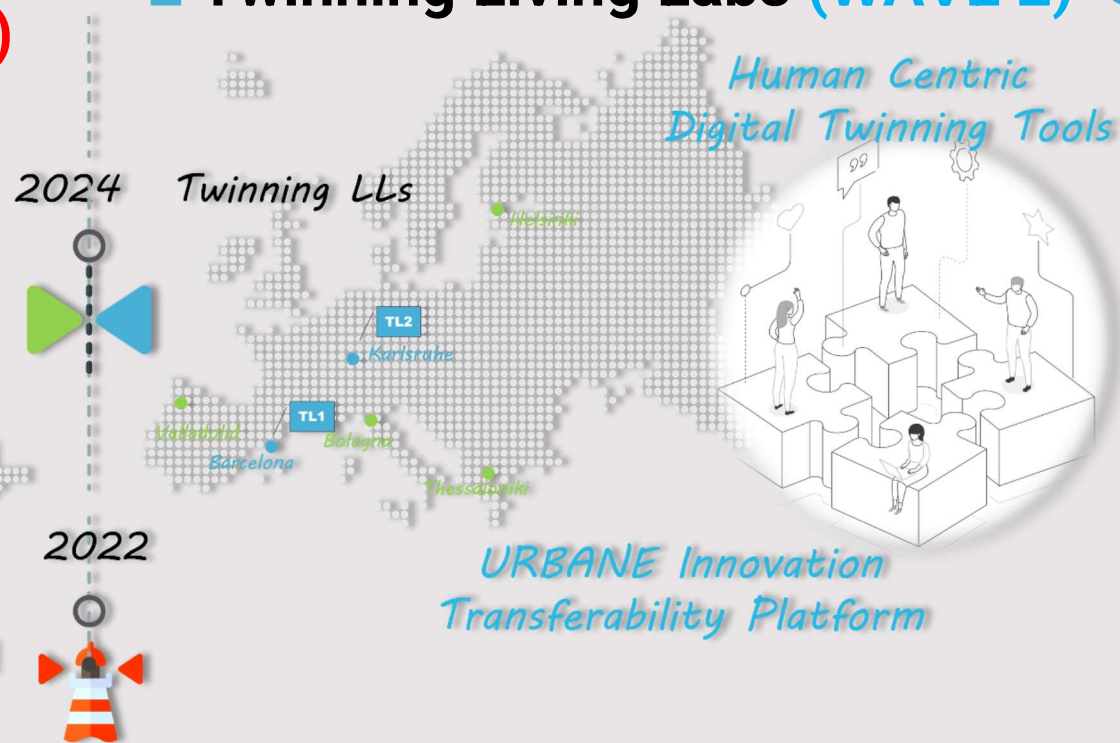 Twinning Living Labs (WAVE 2)
)
Human Centric
Digital Twinning Tools
2024 Twinning LLs
Helsinki
TL2
Karlsruhe
TL1
Valladolid
Bologna
Barcelona
Thessaloniki
2022
URBANE Innovation
Transferability Platform